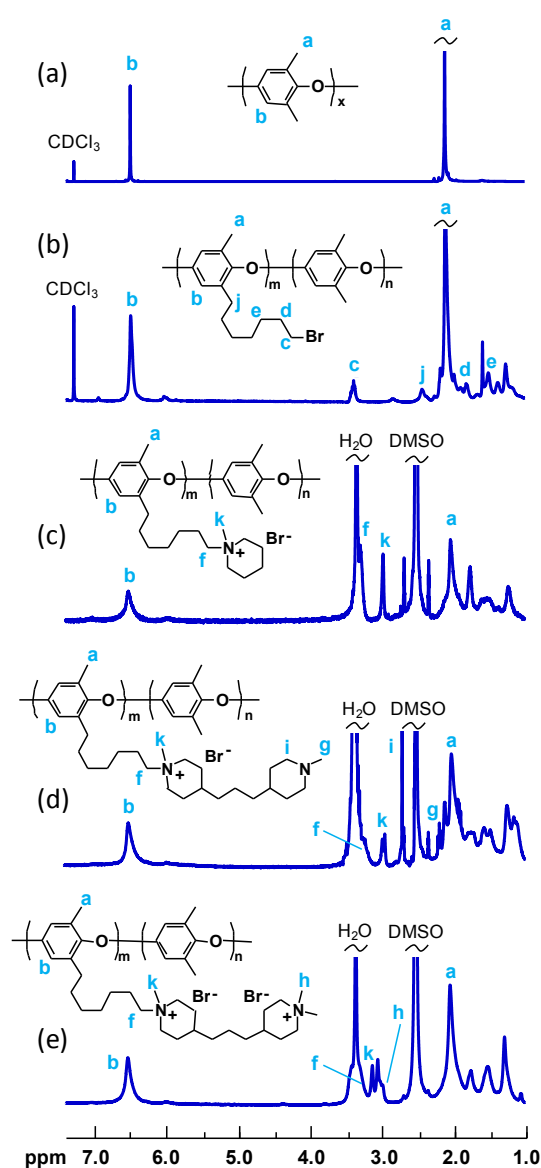 a
(a)
b
a
O
x
b
CDCl3
a
(b)
a
O
O
m
n
b
j
e
d
Br
c
CDCl3
b
c
j
d
e
a
(c)
a
O
O
m
n
b
k
N
+
Br-
f
H2O
DMSO
f
k
a
b
(d)
a
O
O
m
n
b
k
Br-
i
g
N
+
N
f
H2O
DMSO
i
a
b
f
k
g
(e)
a
O
O
m
n
b
k
Br-
Br-
h
N
+
N
+
f
H2O
DMSO
a
h
b
f
k
ppm 7.0 6.0 5.0 4.0 3.0 2.0 1.0